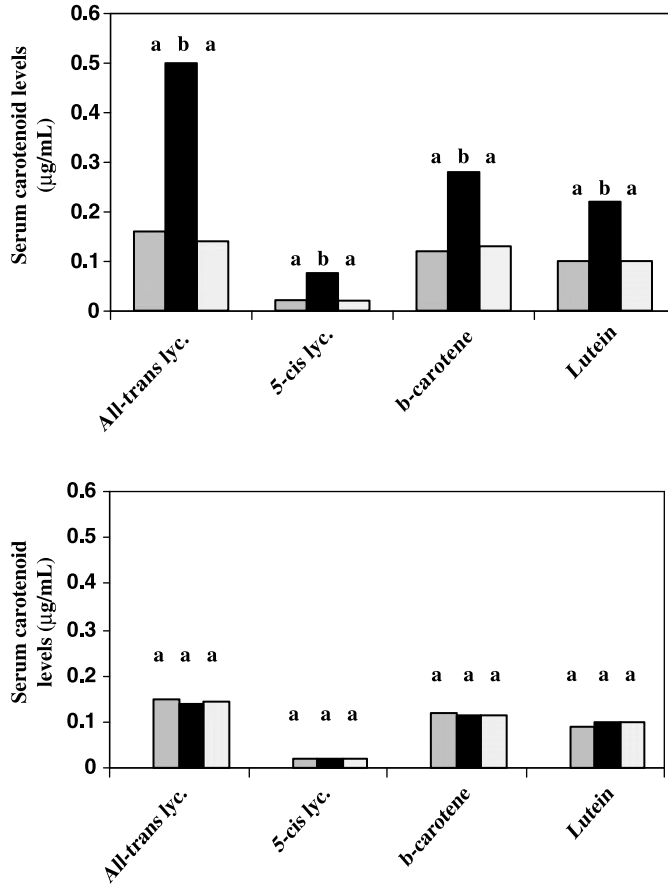 0.6
a b a
0.5
0.4
0.3
a b a
a b a
0.2
a b a
0.1
0
Serum carotenoid levels
(µg/mL)
All-trans lyc.
5-cis lyc.
b-carotene
Lutein
0.6
0.5
0.4
0.3
a a a
0.2
a a a
a a a
a a a
0.1
0
Serum carotenoid
levels (µg/mL)
All-trans lyc.
5-cis lyc.
b-carotene
Lutein